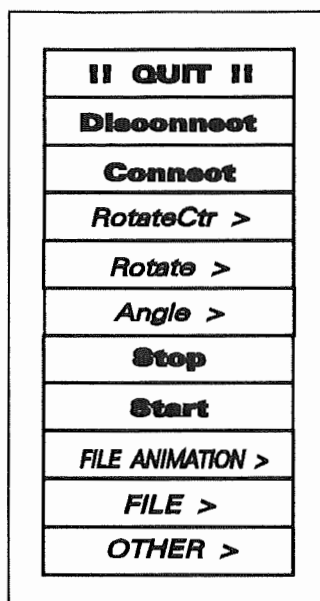 !! QUIT !!
Disconnect
Connect
RotateCtr >
Rotate >
Angle >
Stop
Start
FILE ANIMATION >
FILE >
OTHER >